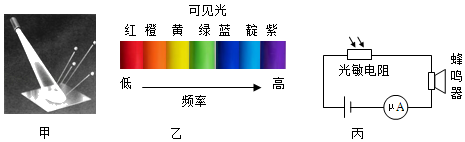 可见光
红 橙 黄 绿 蓝 靛 紫
低 高
频率
光敏电阻
蜂鸣器
μA
甲 乙 丙